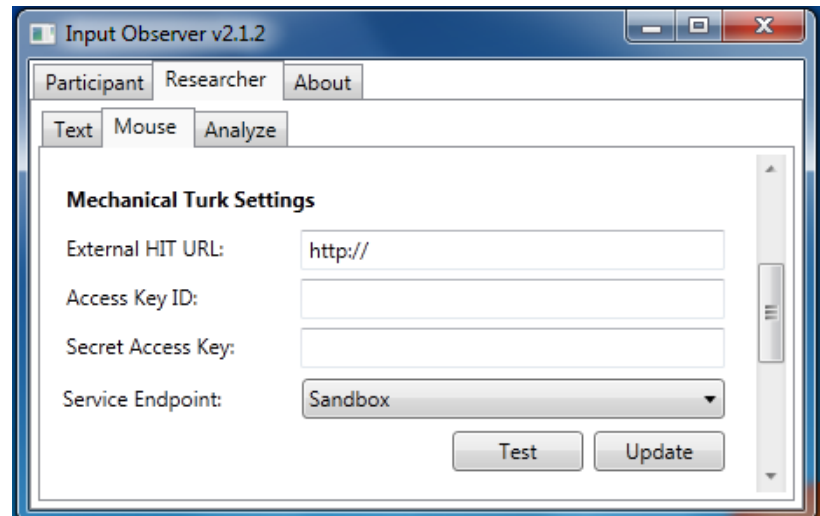 Input Observer v2.1.2
Participant Researcher About
Text Mouse Analyze
Mechanical Turk Settings
External HIT URL: http://
Access Key ID:
Secret Access Key:
Service Endpoint: Sandbox
Test Update